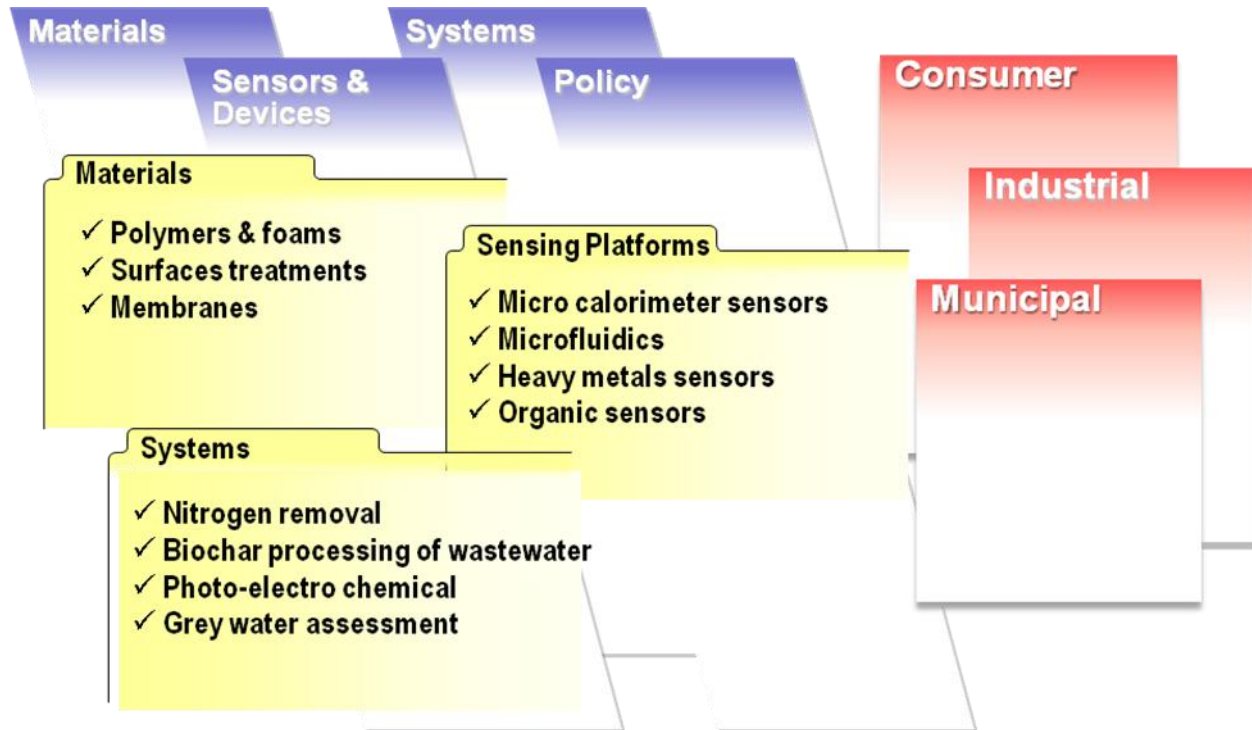 Materials
Systems
Sensors &
Devices
Policy
Consumer
Industrial
Municipal
Materials
✓ Polymers & foams
✓ Surfaces treatments
✓ Membranes
Sensing Platforms
✓ Micro calorimeter sensors
✓ Microfluidics
✓ Heavy metals sensors
✓ Organic sensors
Systems
✓ Nitrogen removal
✓ Biochar processing of wastewater
✓ Photo-electro chemical
✓ Grey water assessment